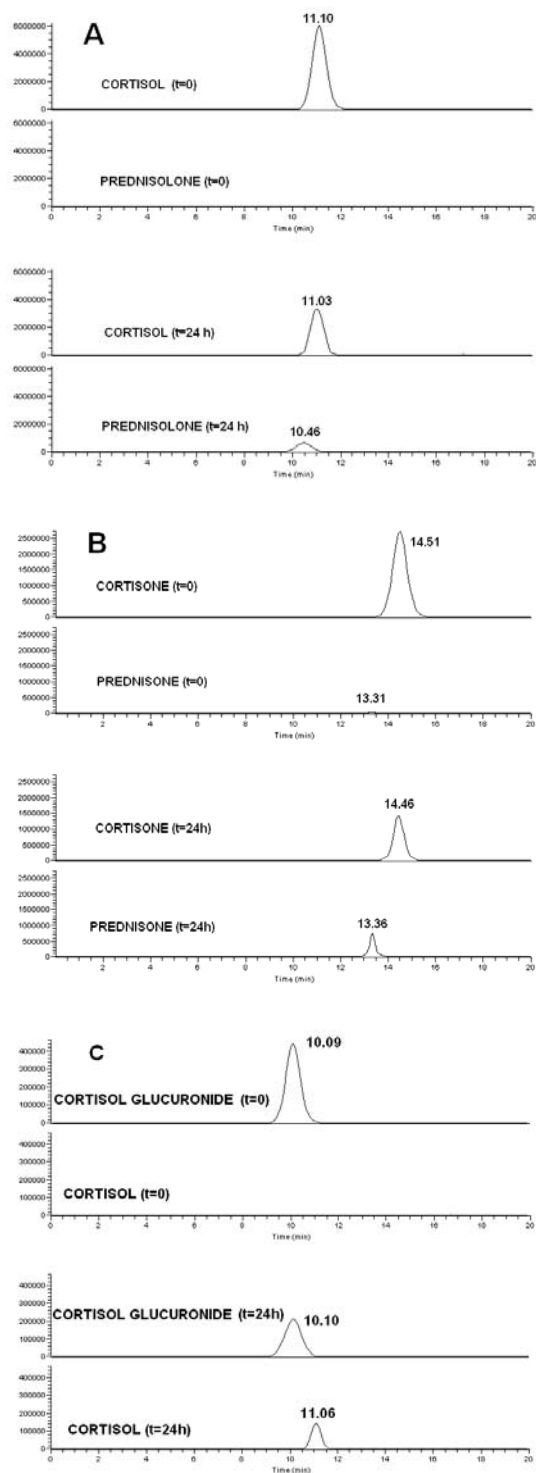 A
11.10
6000000
4000000
CORTISOL (t=0)
2000000
0
6000000
4000000
PREDNISOLONE (t=0)
2000000
0
0 2 4 6 8 10 12 14 16 18 20
Time (min)
6000000
11.03
4000000
CORTISOL (t=24 h)
2000000
0
6000000
4000000
PREDNISOLONE (t=24 h)
10.46
2000000
0
0 2 4 6 8 10 12 14 16 18 20
Time (min)
B
2500000
14.51
2000000
1500000
CORTISONE (t=0)
1000000
500000
0
2500000
2000000
1500000
PREDNISONE (t=0)
1000000
13.31
500000
0
2 4 6 8 10 12 14 16 18 20
Time (min)
2500000
2000000
14.46
1500000
CORTISONE (t=24h)
1000000
500000
0
2500000
2000000
1500000
PREDNISONE (t=24h)
13.36
1000000
500000
0
2 4 6 8 10 12 14 16 18 20
Time (min)
C
10.09
400000
300000
200000
CORTISOL GLUCURONIDE (t=0)
100000
0
400000
300000
200000
CORTISOL (t=0)
100000
0
0 2 4 6 8 10 12 14 16 18 20
Time (min)
400000
300000
CORTISOL GLUCURONIDE (t=24h)
10.10
200000
100000
0
400000
300000
11.06
200000
CORTISOL (t=24h)
100000
0
0 2 4 6 8 10 12 14 16 18 20
Time (min)